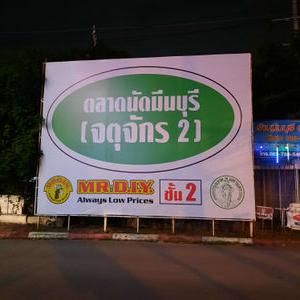 ตลาดนัดมีนบุรี
(จตุจักร 2)
MR.D.I.Y.
Always Low Prices
ชั้น 2